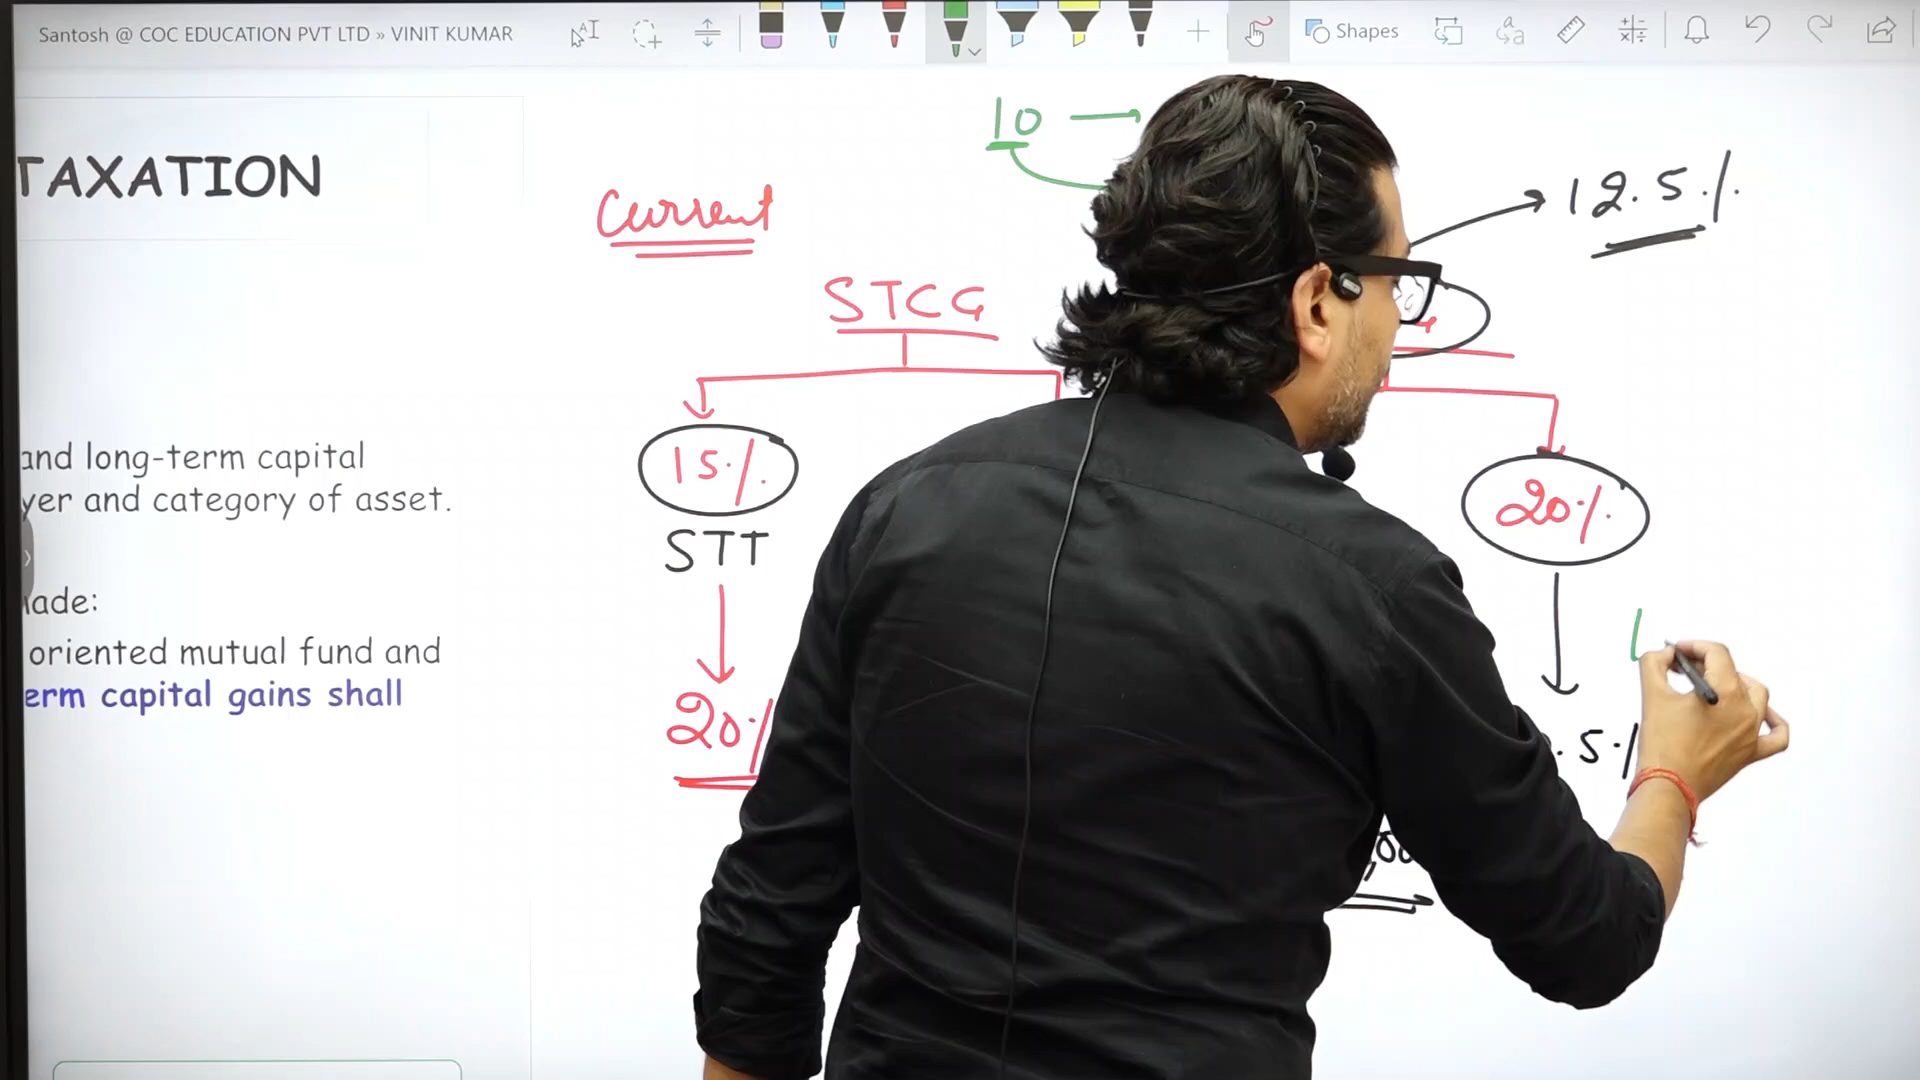 Santosh @ COC EDUCATION PVT LTD » VINIT KUMAR
Shapes
TAXATION
and long-term capital
yer and category of asset.
ade:
oriented mutual fund and
erm capital gains shall
10
Current
12.5%
STCG
15%
STT
20%
20%
.5%